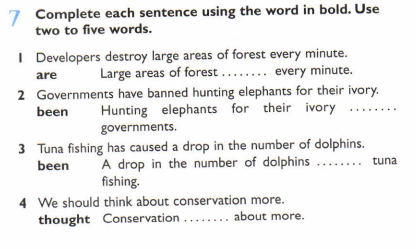 7 Complete each sentence using the word in bold. Use
two to five words.
1 Developers destroy large areas of forest every minute.
are Large areas of forest ........ every minute.
2 Governments have banned hunting elephants for their ivory.
been Hunting elephants for their ivory ........
governments.
3 Tuna fishing has caused a drop in the number of dolphins.
been A drop in the number of dolphins ........ tuna
fishing.
4 We should think about conservation more.
thought Conservation ........ about more.